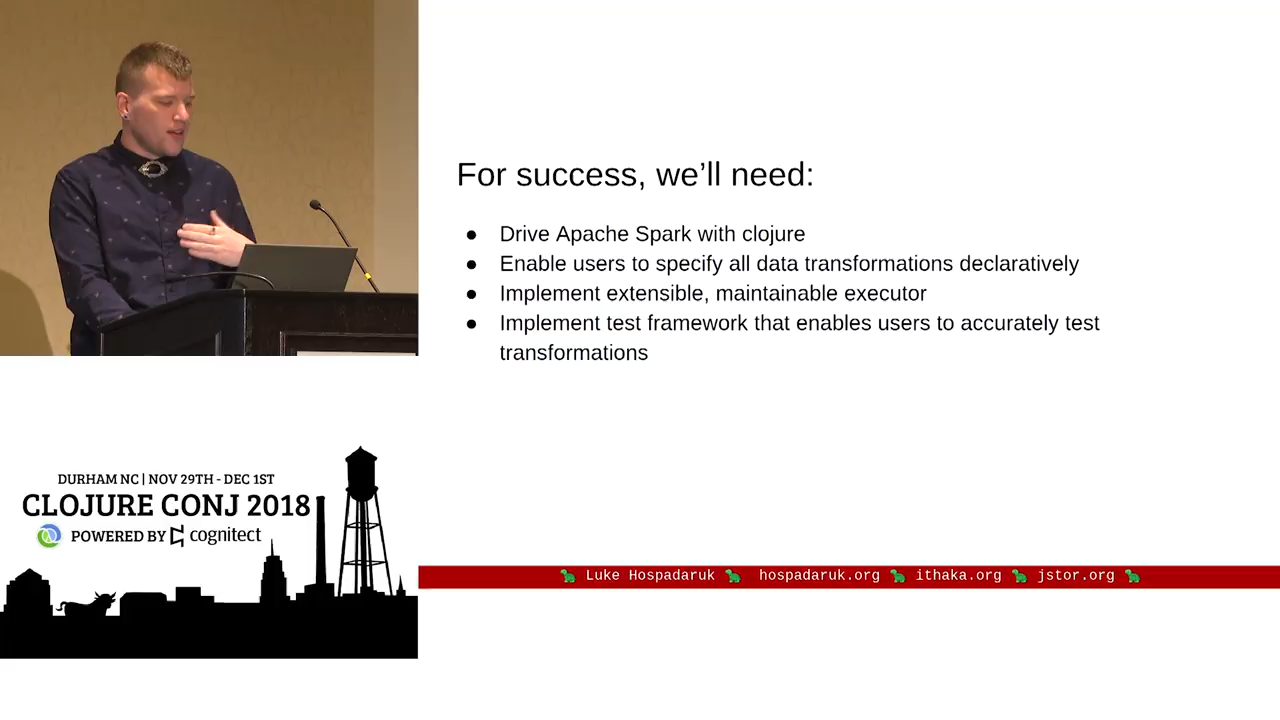 For success, we’ll need:
● Drive Apache Spark with clojure
● Enable users to specify all data transformations declaratively
● Implement extensible, maintainable executor
● Implement test framework that enables users to accurately test
transformations
DURHAM NC | NOV 29TH - DEC 1ST
CLOJURE CONJ 2018
POWERED BY cognitect
Luke Hospadaruk hospadaruk.org ithaka.org jstor.org